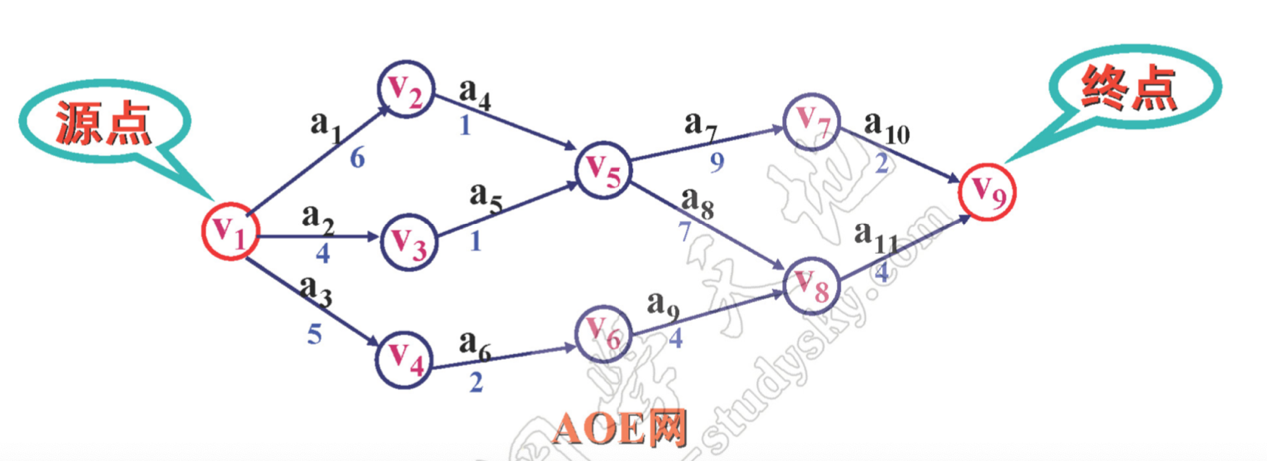 源点
终点
v1
v2
v3
v4
v5
v6
v7
v8
v9
a1
6
a2
4
a3
5
a4
1
a5
1
a6
2
a7
9
a8
7
a9
4
a10
2
a11
4
AOE网
-studysky.com